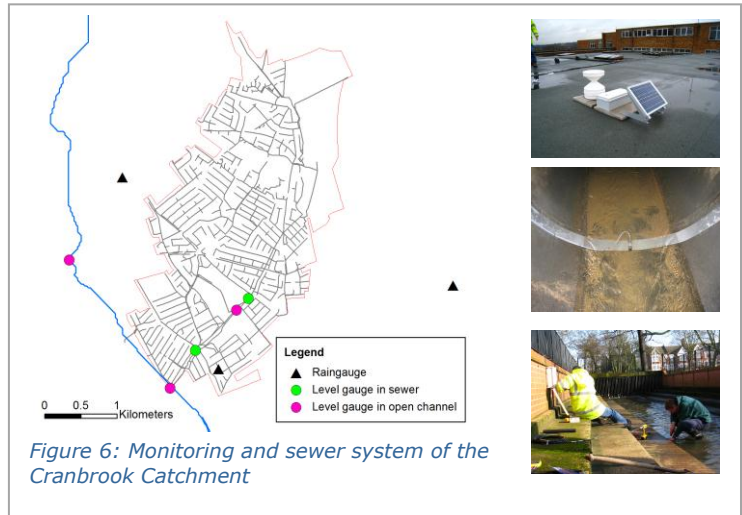 Legend
Raingauge
Level gauge in sewer
Level gauge in open channel
0 0.5 1
Kilometers
Figure 6: Monitoring and sewer system of the
Cranbrook Catchment